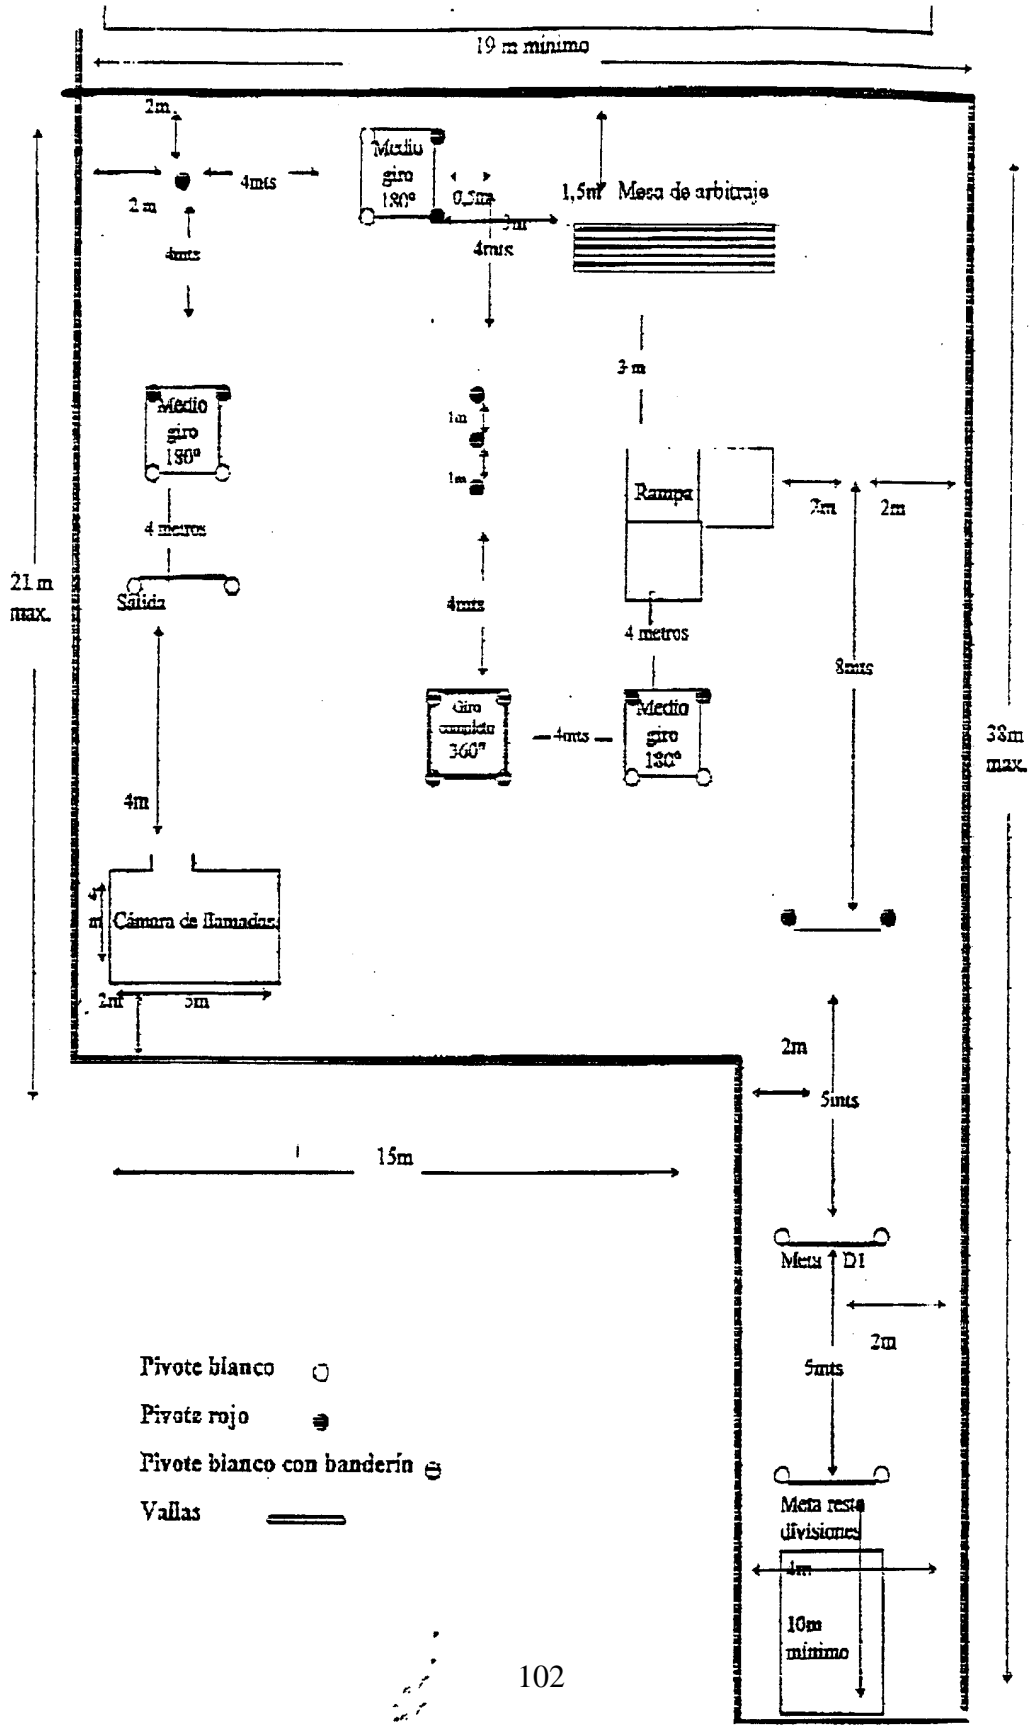 19 m minimo
2m
4mts
2 m
4mts
Medio
giro
180º
0,5m
3m
4mts
1,5m
Mesa de arbitraje
3 m
Medio
giro
180º
4 metros
Salida
1m
1m
Rampa
2m
2m
21 m
max.
4mts
4 metros
8mts
Giro
completo
360º
4mts
Medio
giro
180º
38m
max.
4m
4
m
Cámara de llamadas
2m
5m
2m
5mts
15m
Meta D1
2m
5mts
Pivote blanco
Pivote rojo
Pivote blanco con banderín
Vallas
Meta resto
divisiones
4m
10m
minimo
102